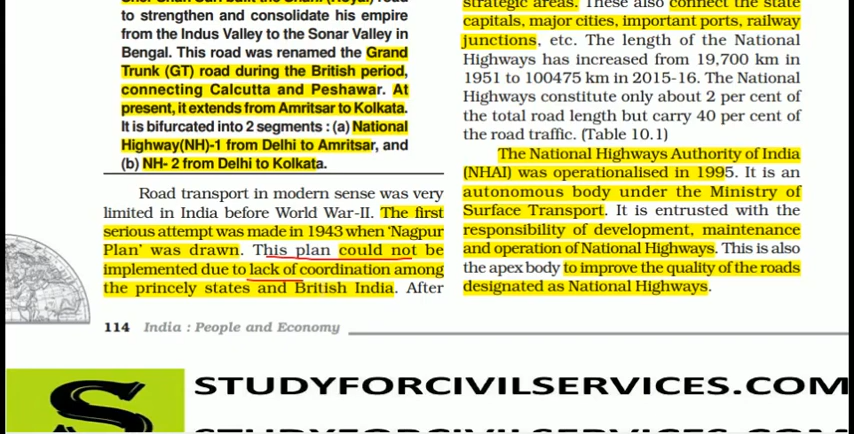 to strengthen and consolidate his empire
from the Indus Valley to the Sonar Valley in
Bengal. This road was renamed the Grand
Trunk (GT) road during the British period,
connecting Calcutta and Peshawar. At
present, it extends from Amritsar to Kolkata.
It is bifurcated into 2 segments : (a) National
Highway(NH)-1 from Delhi to Amritsar, and
(b) NH- 2 from Delhi to Kolkata.
Road transport in modern sense was very
limited in India before World War-II. The first
serious attempt was made in 1943 when ‘Nagpur
Plan’ was drawn. This plan could not be
implemented due to lack of coordination among
the princely states and British India. After
strategic areas. These also connect the state
capitals, major cities, important ports, railway
junctions, etc. The length of the National
Highways has increased from 19,700 km in
1951 to 100475 km in 2015-16. The National
Highways constitute only about 2 per cent of
the total road length but carry 40 per cent of
the road traffic. (Table 10.1)
The National Highways Authority of India
(NHAI) was operationalised in 1995. It is an
autonomous body under the Ministry of
Surface Transport. It is entrusted with the
responsibility of development, maintenance
and operation of National Highways. This is also
the apex body to improve the quality of the roads
designated as National Highways.
114 India : People and Economy
S
STUDYFORCIVILSERVICES.COM